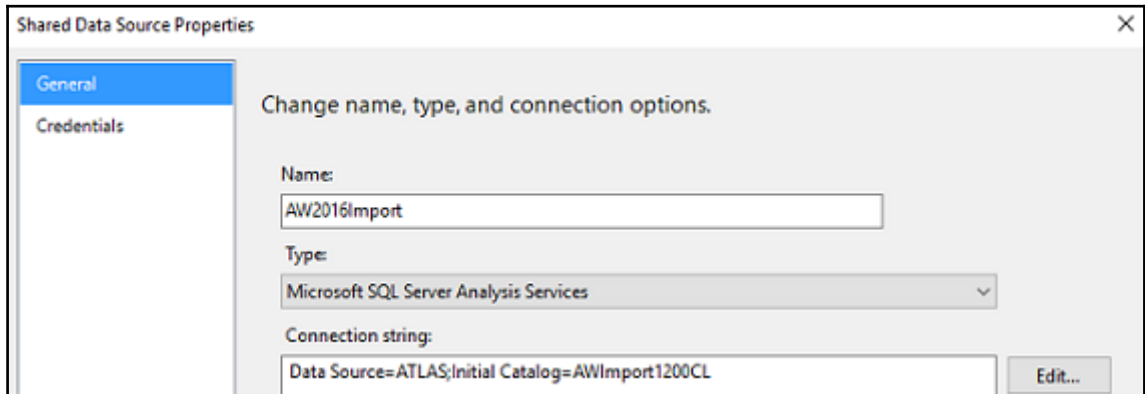 Shared Data Source Properties
General
Credentials
Change name, type, and connection options.
Name:
AW2016Import
Type:
Microsoft SQL Server Analysis Services
Connection string:
Data Source=ATLAS;Initial Catalog=AWImport1200CL
Edit...